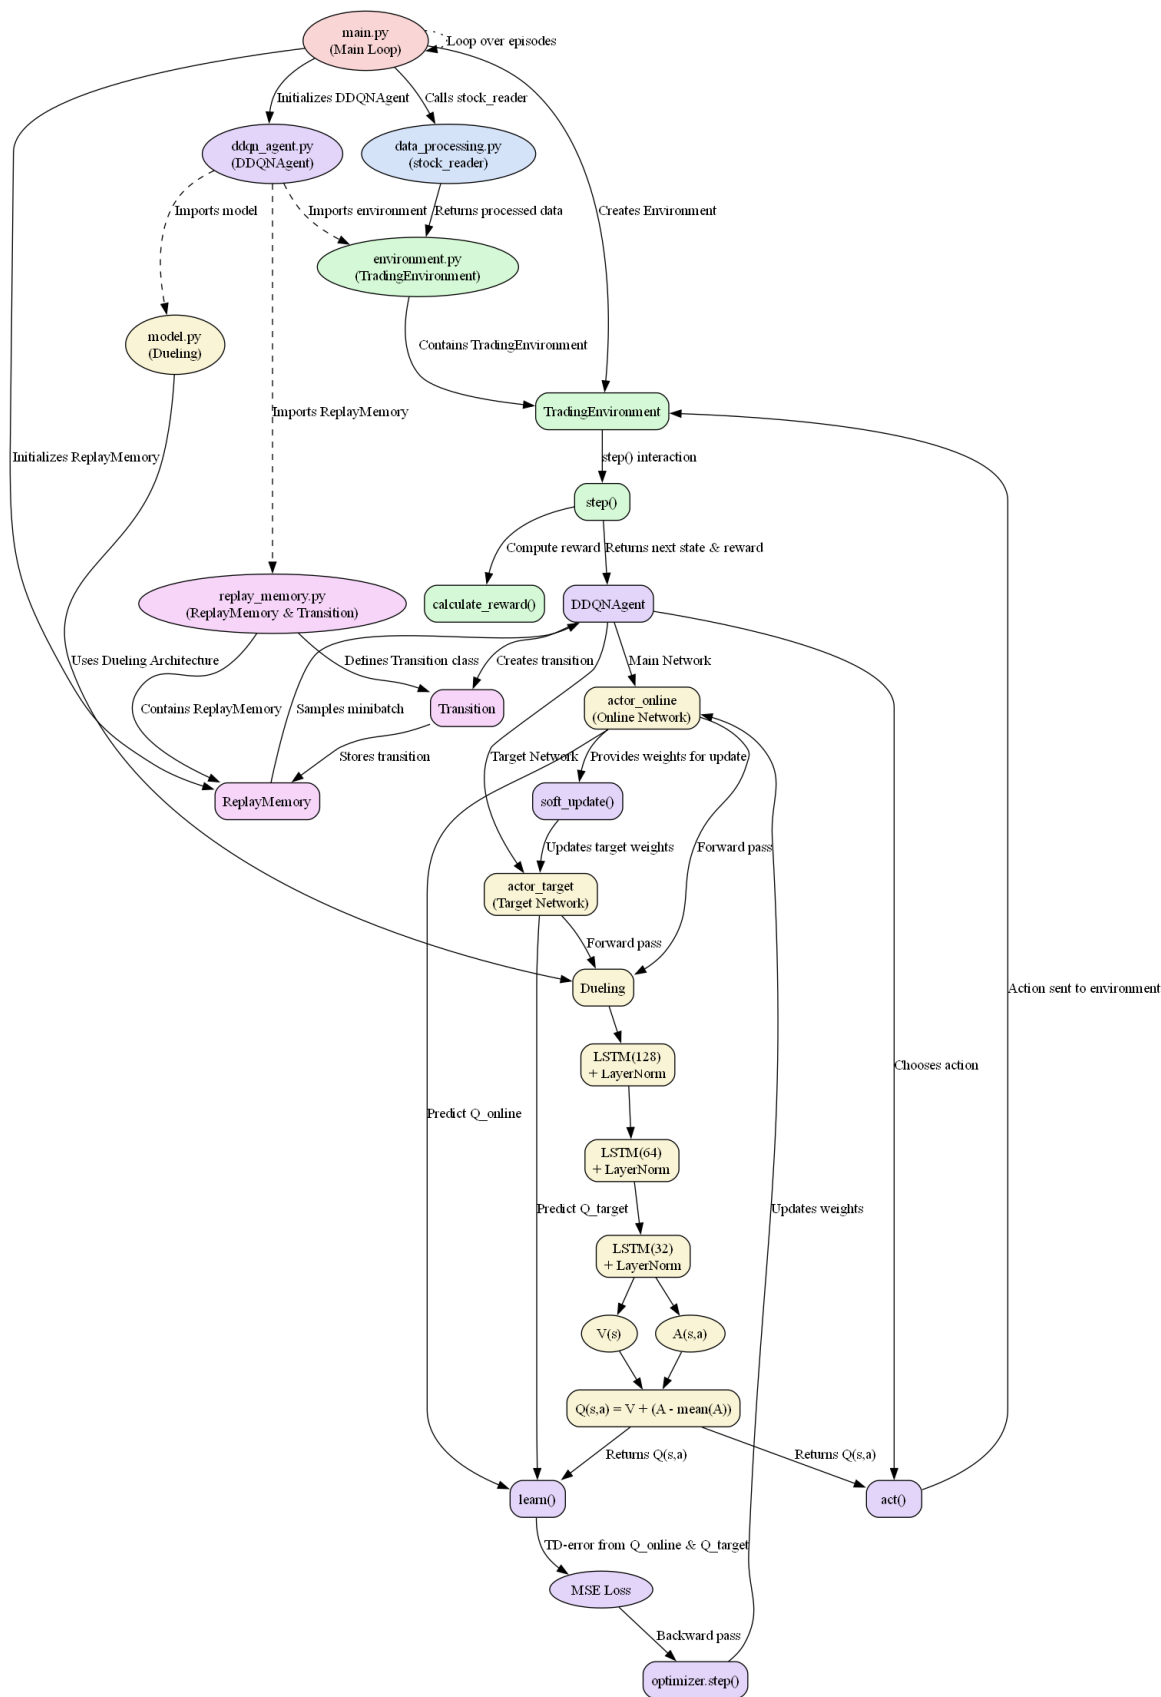 main.py
(Main Loop)
Loop over episodes
Initializes DDQNAgent
Calls stock_reader
ddqn_agent.py
(DDQNAgent)
data_processing.py
(stock_reader)
Imports model
Imports environment
Returns processed data
Creates Environment
environment.py
(TradingEnvironment)
model.py
(Dueling)
Contains TradingEnvironment
Imports ReplayMemory
TradingEnvironment
Initializes ReplayMemory
step() interaction
step()
Compute reward
Returns next state & reward
replay_memory.py
(ReplayMemory & Transition)
calculate_reward()
DDQNAgent
Uses Dueling Architecture
Defines Transition class
Creates transition
Main Network
Contains ReplayMemory
Samples minibatch
Transition
actor_online
(Online Network)
Stores transition
Target Network
Provides weights for update
ReplayMemory
soft_update()
Updates target weights
Forward pass
actor_target
(Target Network)
Forward pass
Dueling
Action sent to environment
LSTM(128)
+ LayerNorm
Chooses action
Predict Q_online
LSTM(64)
+ LayerNorm
Predict Q_target
Updates weights
LSTM(32)
+ LayerNorm
V(s)
A(s,a)
Q(s,a) = V + (A - mean(A))
Returns Q(s,a)
Returns Q(s,a)
learn()
act()
TD-error from Q_online & Q_target
MSE Loss
Backward pass
optimizer.step()